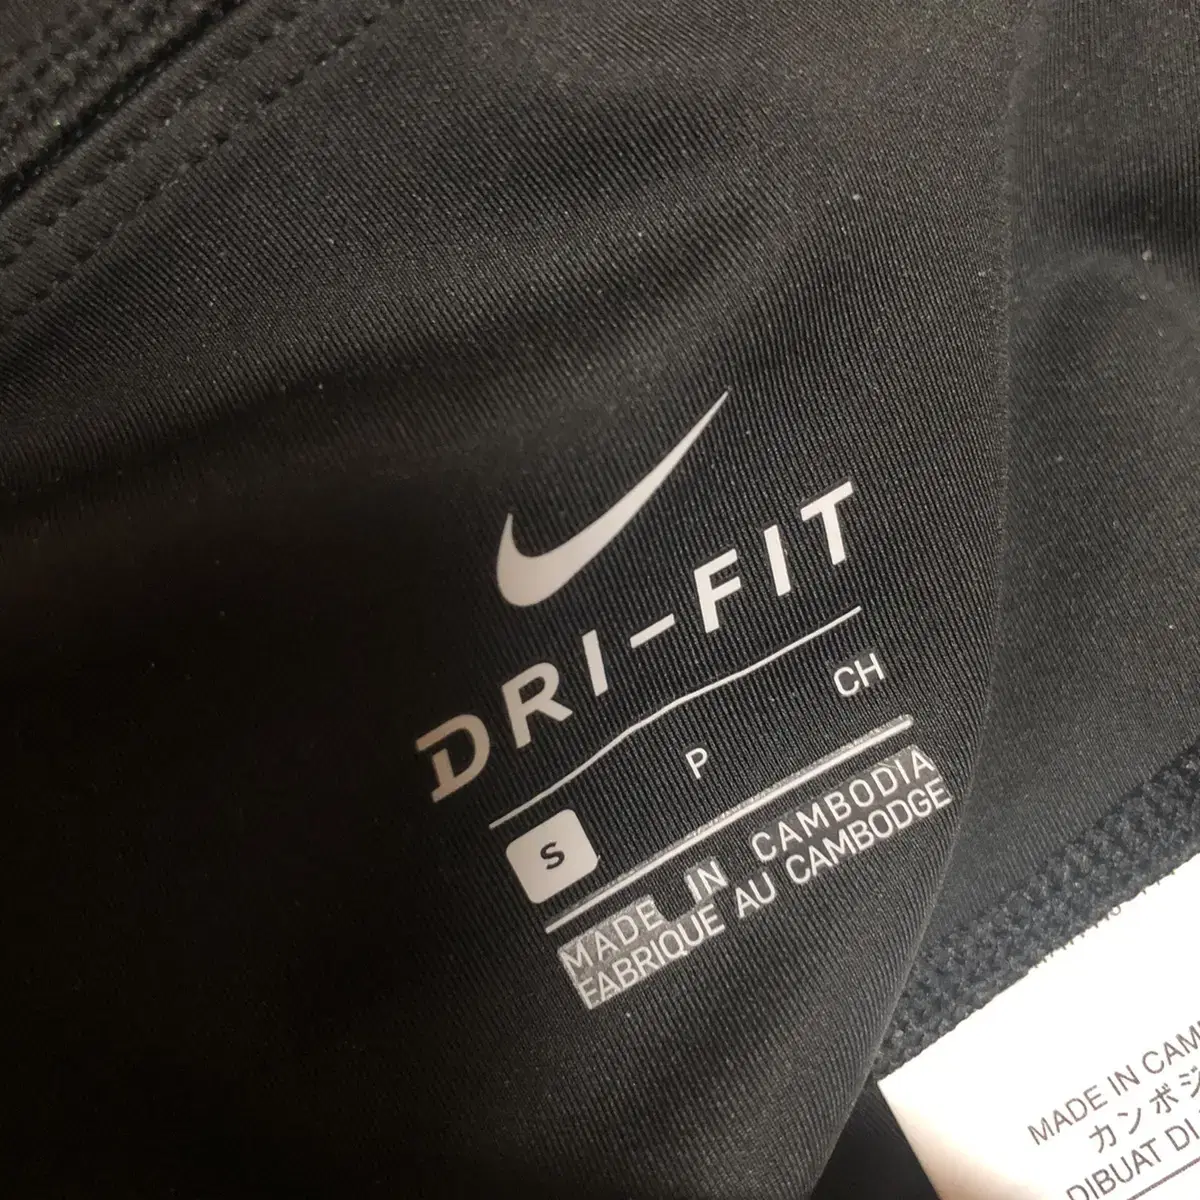 DRI-FIT
S P CH
MADE IN CAMBODIA
FABRIQUE AU CAMBODGE
MADE IN CAM
カンボジ
DIBUAT DI